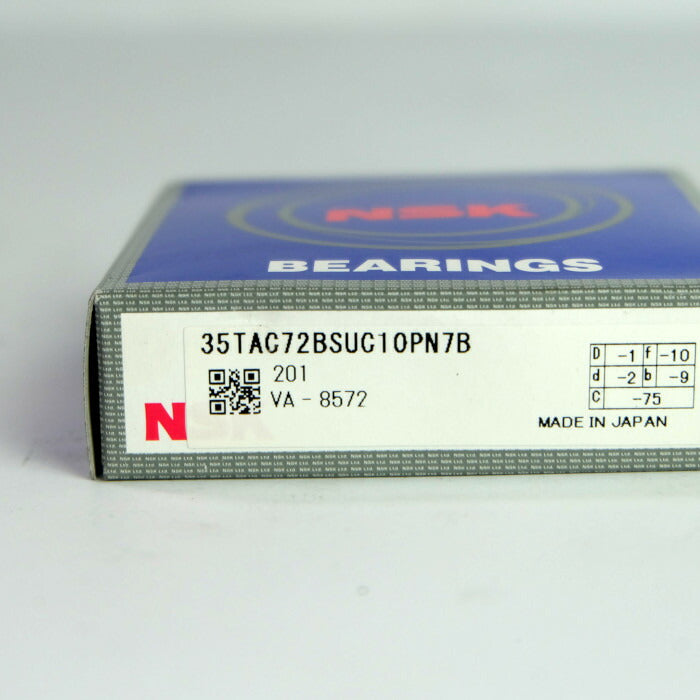 NSK
BEARINGS
35TAC72BSUC10PN7B
201
VA-8572
D -1 f -10
d -2 b -9
C -75
MADE IN JAPAN
NSK